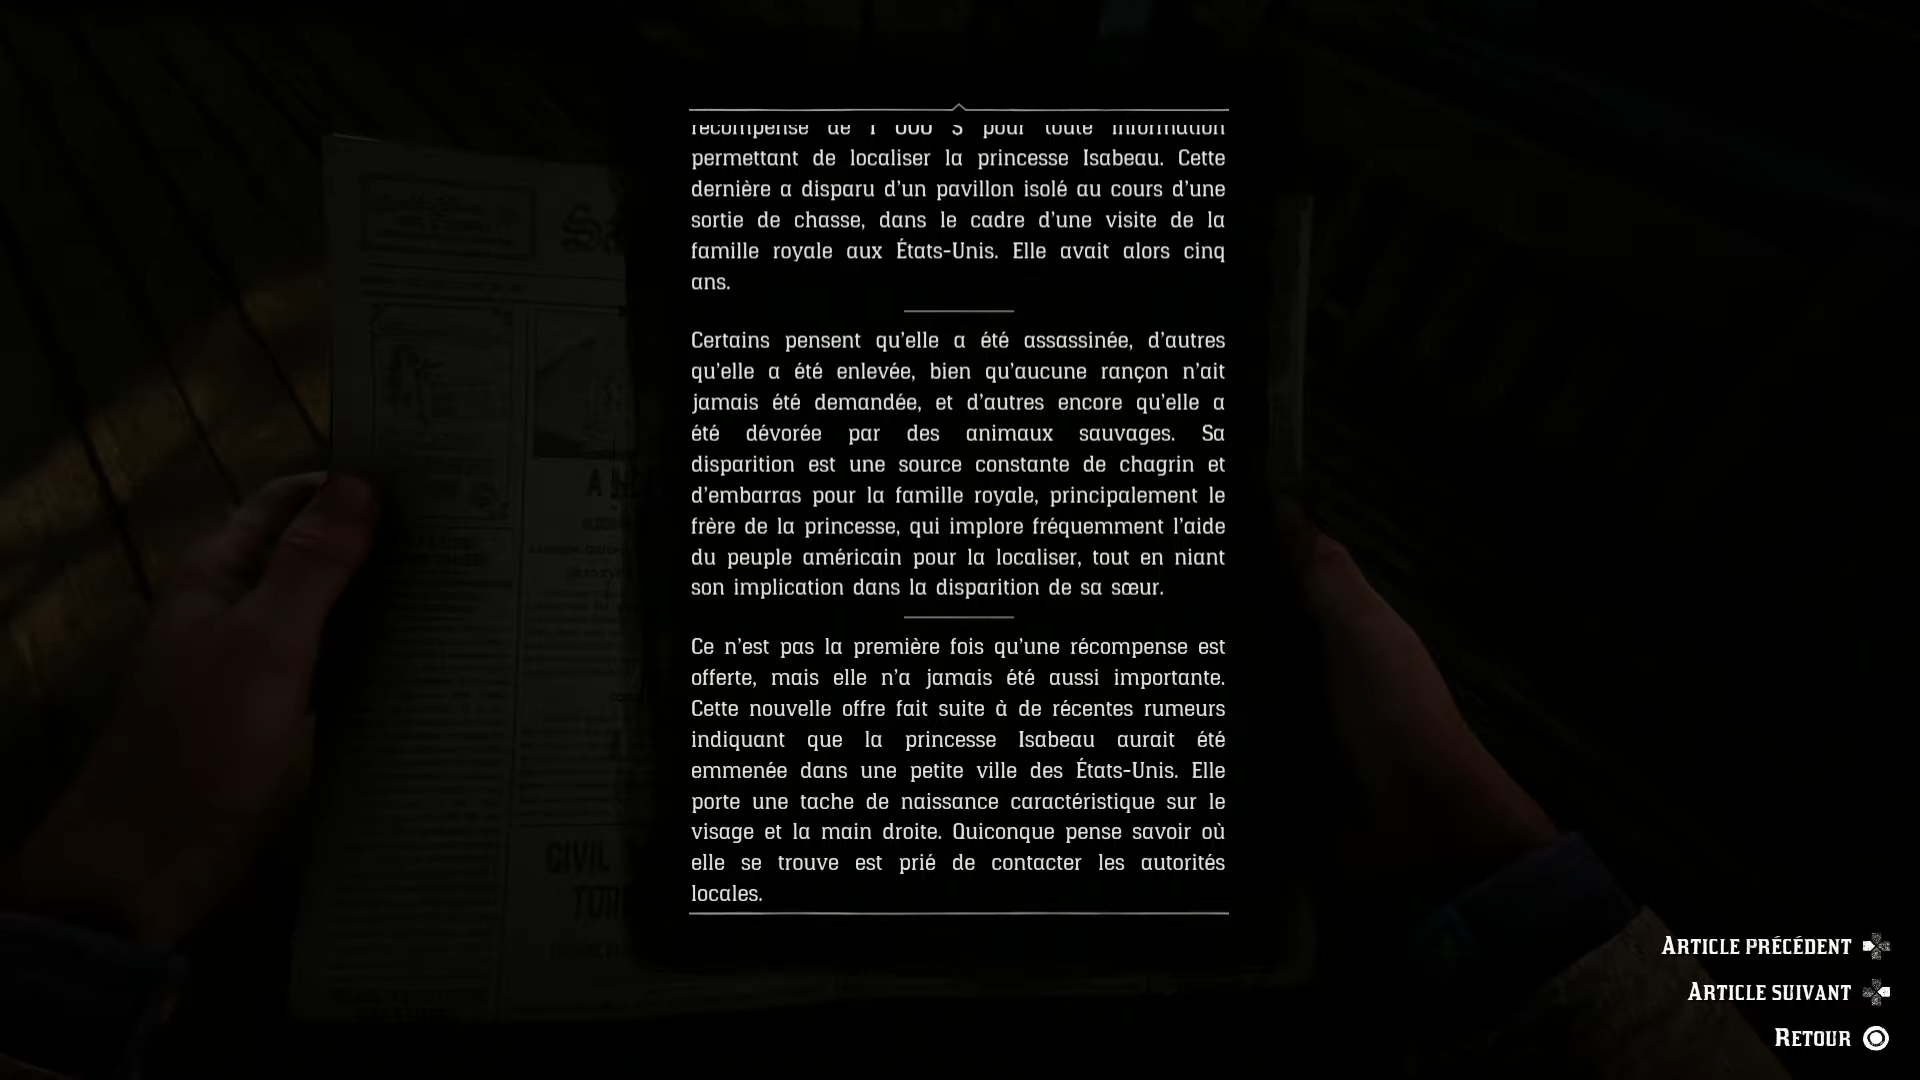 récompense de 1 000 $ pour toute information
permettant de localiser la princesse Isabeau. Cette
dernière a disparu d’un pavillon isolé au cours d’une
sortie de chasse, dans le cadre d’une visite de la
famille royale aux États-Unis. Elle avait alors cinq
ans.
Certains pensent qu’elle a été assassinée, d’autres
qu’elle a été enlevée, bien qu’aucune rançon n’ait
jamais été demandée, et d’autres encore qu’elle a
été dévorée par des animaux sauvages. Sa
disparition est une source constante de chagrin et
d’embarras pour la famille royale, principalement le
frère de la princesse, qui implore fréquemment l’aide
du peuple américain pour la localiser, tout en niant
son implication dans la disparition de sa sœur.
Ce n’est pas la première fois qu’une récompense est
offerte, mais elle n’a jamais été aussi importante.
Cette nouvelle offre fait suite à de récentes rumeurs
indiquant que la princesse Isabeau aurait été
emmenée dans une petite ville des États-Unis. Elle
porte une tache de naissance caractéristique sur le
visage et la main droite. Quiconque pense savoir où
elle se trouve est prié de contacter les autorités
locales.
CIVIL
ARTICLE PRÉCÉDENT
ARTICLE SUIVANT
RETOUR